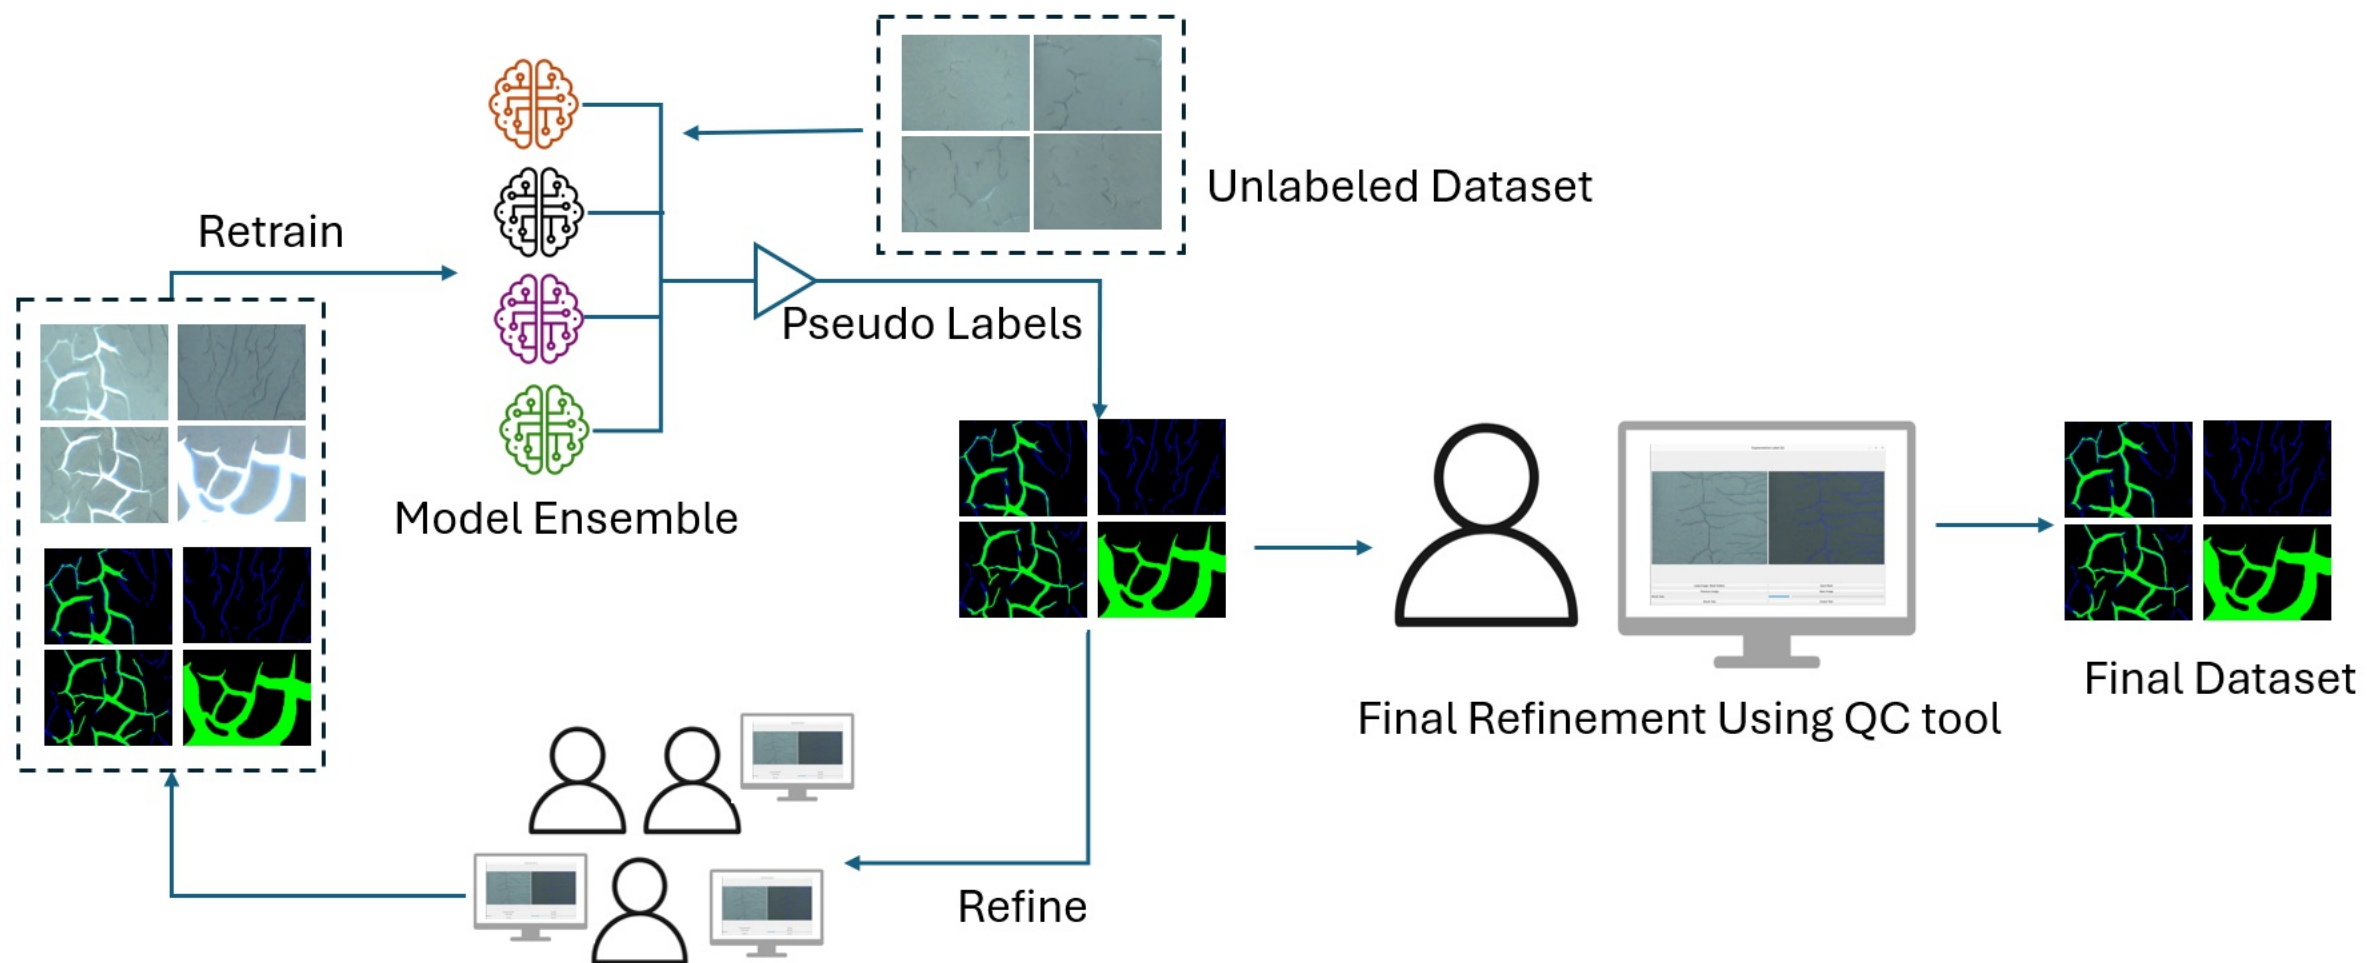 Unlabeled Dataset
Retrain
Pseudo Labels
Model Ensemble
Final Dataset
Final Refinement Using QC tool
Refine